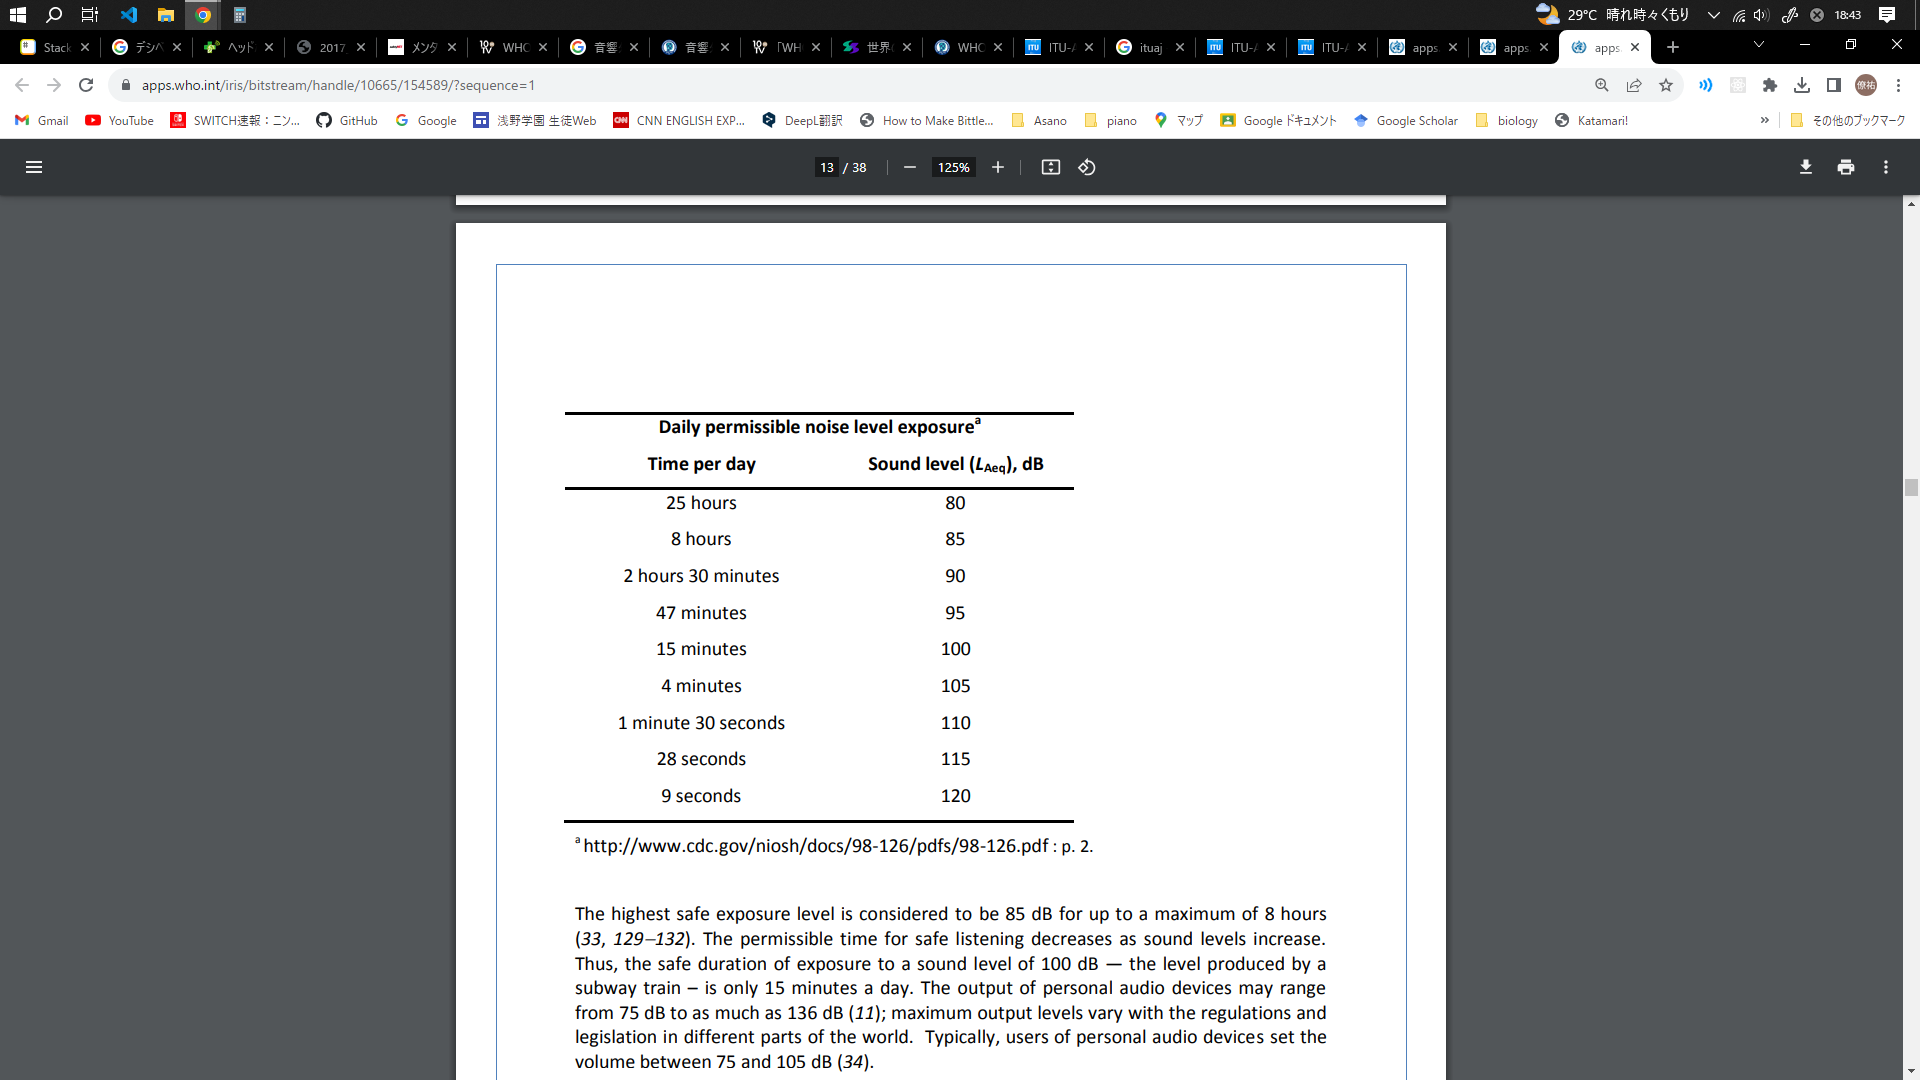 29°C 晴れ時々くもり 18:43
Stack デシベ ヘッド 2017 メンタ WHO 音響 音響 「WH 世界 WHO ITU-A ituaj ITU-A ITU-A apps. apps. apps.
apps.who.int/iris/bitstream/handle/10665/154589/?sequence=1
Gmail YouTube SWITCH速報：ニン... GitHub Google 浅野学園 生徒Web CNN ENGLISH EXP... DeepL翻訳 How to Make Bittle... Asano piano マップ Google ドキュメント Google Scholar biology Katamari! » その他のブックマーク
13 / 38 125%
Daily permissible noise level exposureᵃ
Time per day Sound level (LAeq), dB
25 hours 80
8 hours 85
2 hours 30 minutes 90
47 minutes 95
15 minutes 100
4 minutes 105
1 minute 30 seconds 110
28 seconds 115
9 seconds 120
ᵃ http://www.cdc.gov/niosh/docs/98-126/pdfs/98-126.pdf : p. 2.
The highest safe exposure level is considered to be 85 dB for up to a maximum of 8 hours
(33, 129–132). The permissible time for safe listening decreases as sound levels increase.
Thus, the safe duration of exposure to a sound level of 100 dB — the level produced by a
subway train – is only 15 minutes a day. The output of personal audio devices may range
from 75 dB to as much as 136 dB (11); maximum output levels vary with the regulations and
legislation in different parts of the world. Typically, users of personal audio devices set the
volume between 75 and 105 dB (34).